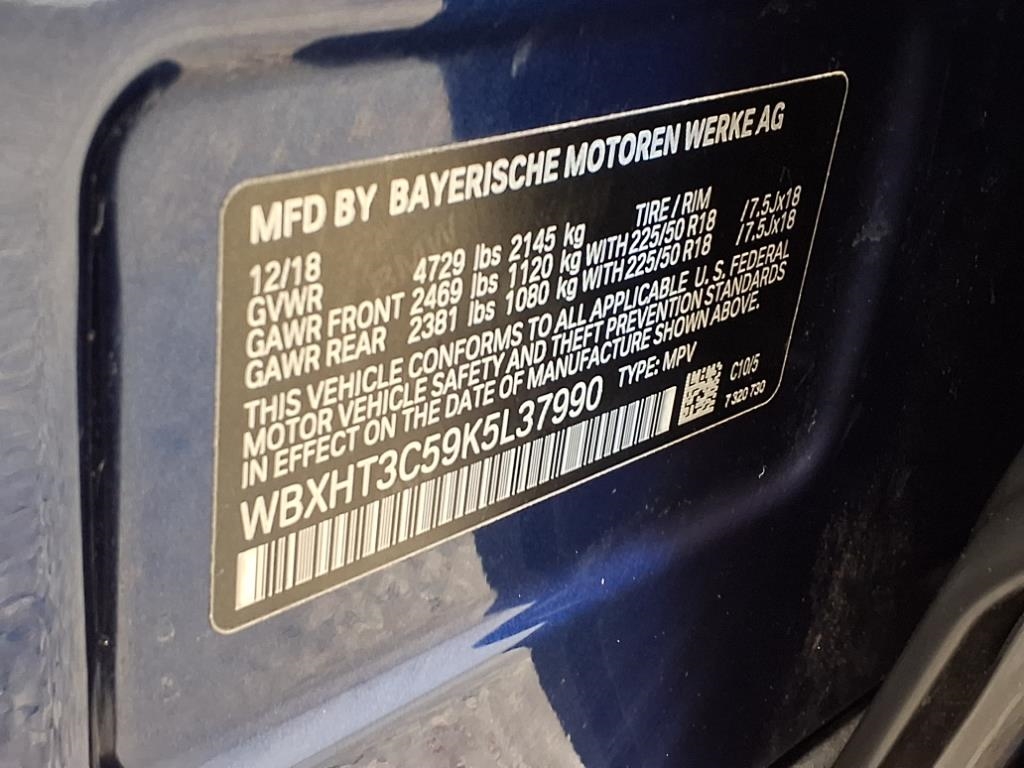 MFD BY BAYERISCHE MOTOREN WERKE AG
12/18 TIRE / RIM
GVWR 4729 lbs 2145 kg
GAWR FRONT 2469 lbs 1120 kg WITH 225/50 R18 /7.5Jx18
GAWR REAR 2381 lbs 1080 kg WITH 225/50 R18 /7.5Jx18
THIS VEHICLE CONFORMS TO ALL APPLICABLE U. S. FEDERAL
MOTOR VEHICLE SAFETY AND THEFT PREVENTION STANDARDS
IN EFFECT ON THE DATE OF MANUFACTURE SHOWN ABOVE.
WBXHT3C59K5L37990 TYPE: MPV
C10/5
7 320 730